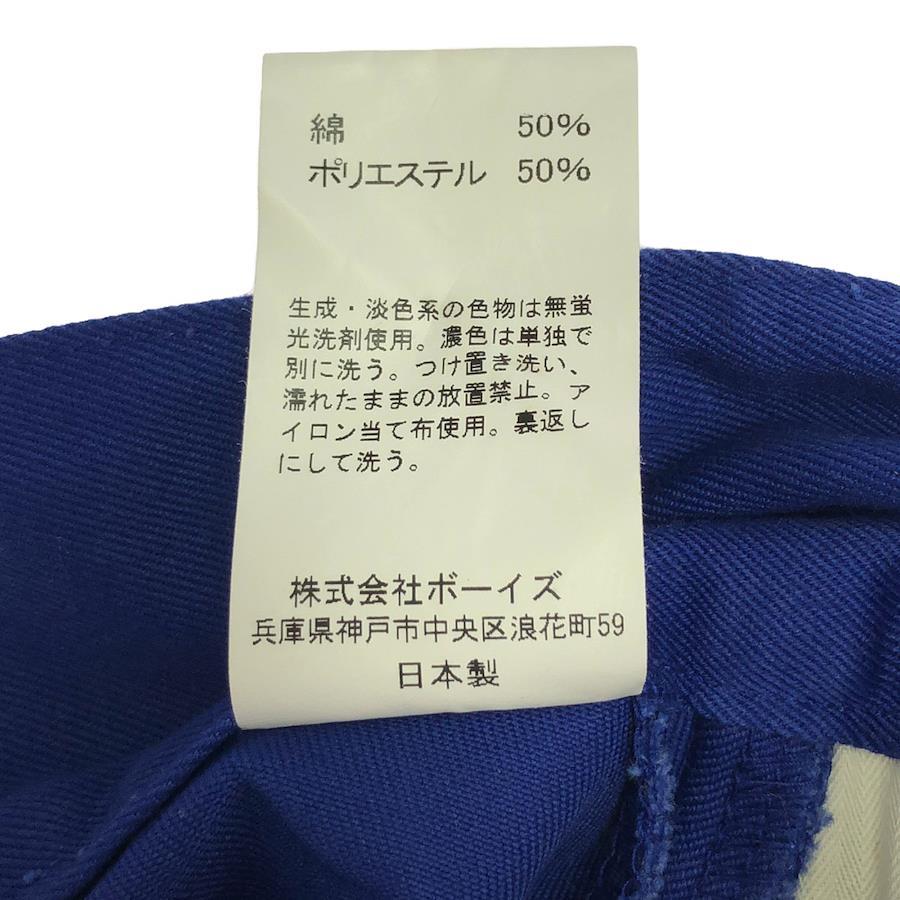 綿 50%
ポリエステル 50%
生成・淡色系の色物は無蛍
光洗剤使用。濃色は単独で
別に洗う。つけ置き洗い、
濡れたままの放置禁止。ア
イロン当て布使用。裏返し
にして洗う。
株式会社ボーイズ
兵庫県神戸市中央区浪花町59
日本製